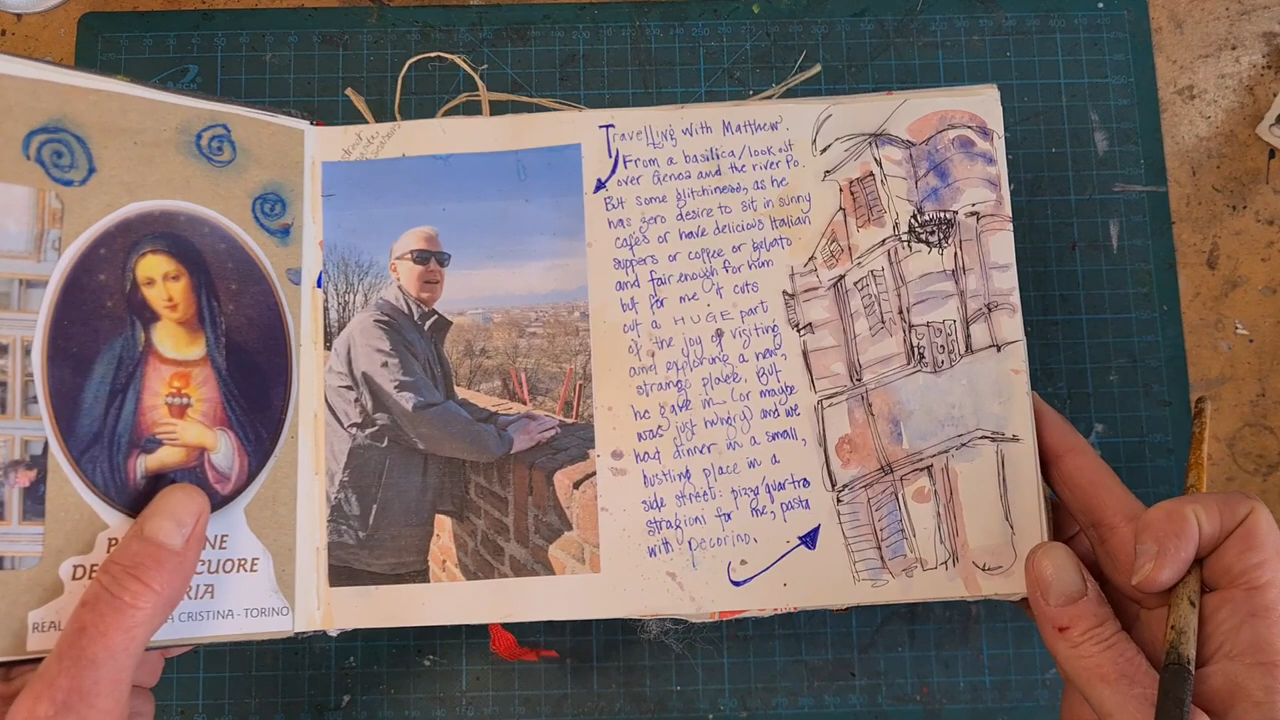 Travelling with Matthew.
From a basilica/lookout
over Genoa and the river Po.
But some glitchiness, as he
has zero desire to sit in sunny
cafés or have delicious Italian
suppers or coffee or gelato
and fair enough for him
but for me it cuts
out a HUGE part
of the joy of visiting
and exploring a new,
strange place. But
he gave in (or maybe
was just hungry) and we
had dinner in a small,
bustling place in a
side street: pizza quattro
stragioni for me, pasta
with pecorino.
NE
DE CUORE
RIA
REAL A CRISTINA - TORINO